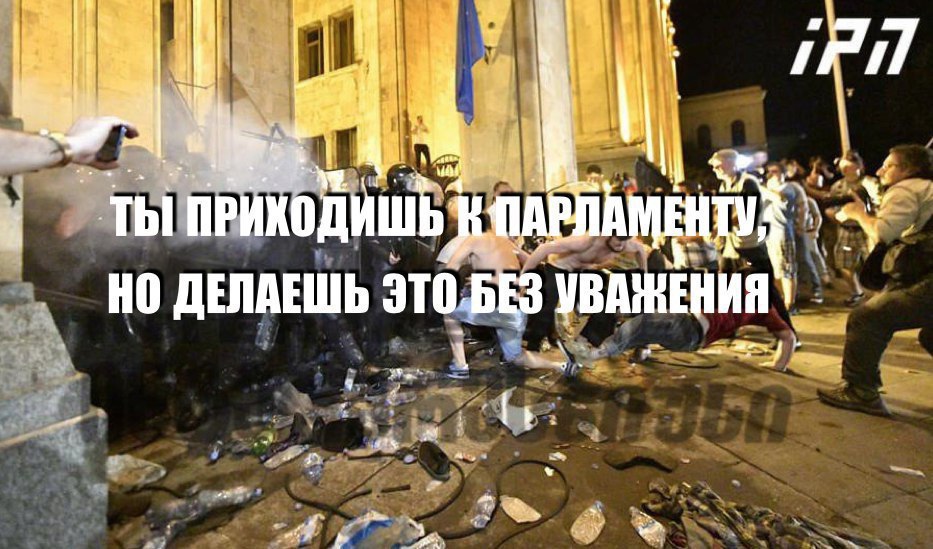 IPN
ТЫ ПРИХОДИШЬ К ПАРЛАМЕНТУ,
НО ДЕЛАЕШЬ ЭТО БЕЗ УВАЖЕНИЯ